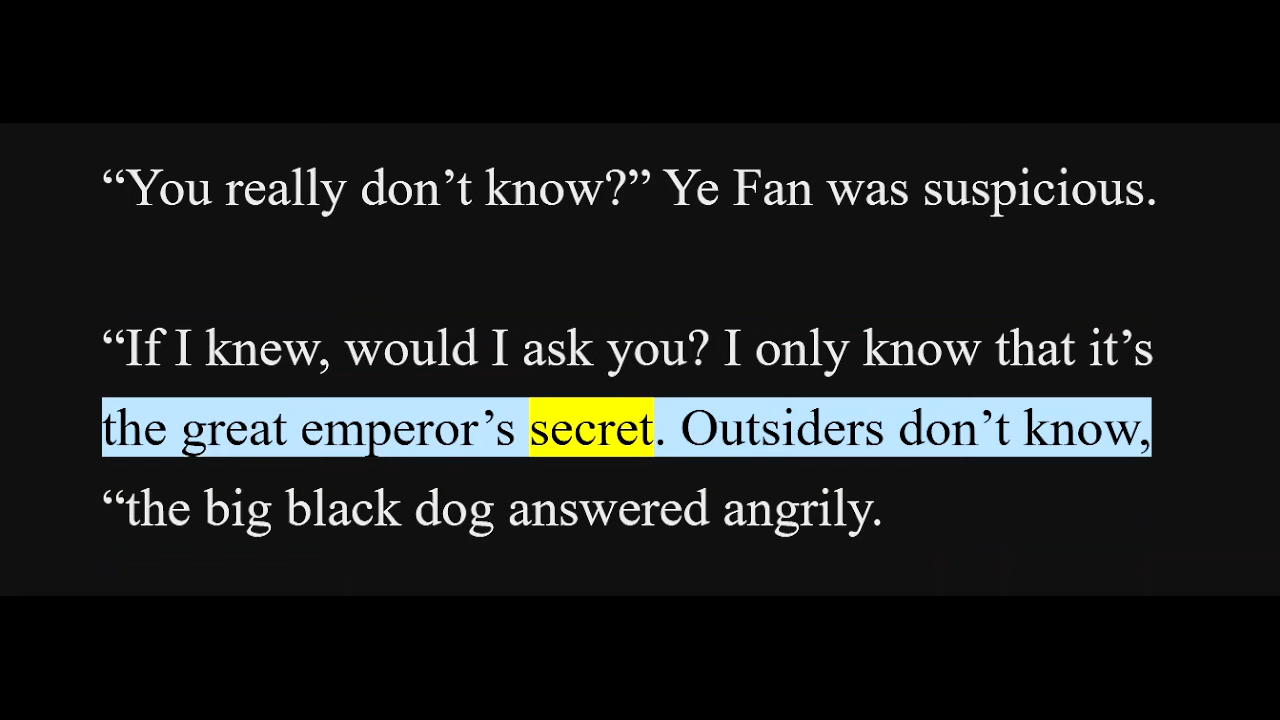 “You really don’t know?” Ye Fan was suspicious.
“If I knew, would I ask you? I only know that it’s
the great emperor’s secret. Outsiders don’t know,
“the big black dog answered angrily.